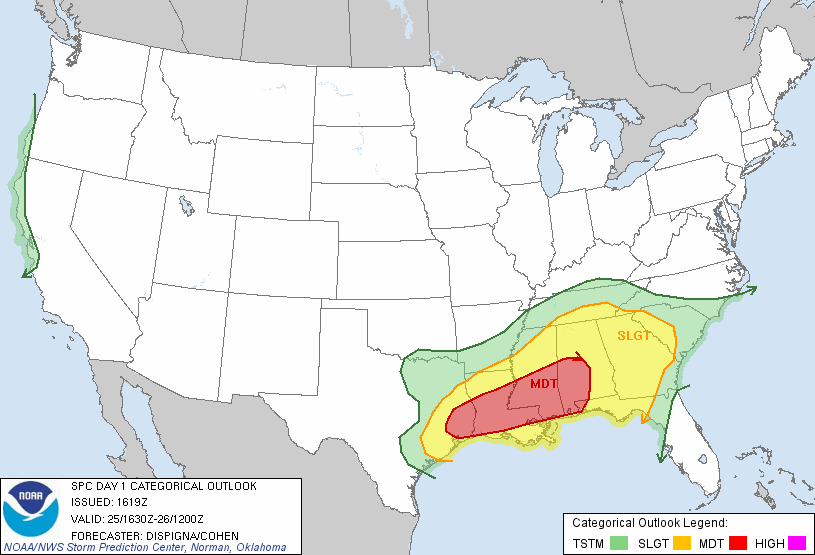 SLGT
MDT
NOAA
SPC DAY 1 CATEGORICAL OUTLOOK
ISSUED: 1619Z
VALID: 25/1630Z-26/1200Z
FORECASTER: DISPIGNA/COHEN
NOAA/NWS Storm Prediction Center, Norman, Oklahoma
Categorical Outlook Legend:
TSTM SLGT MDT HIGH